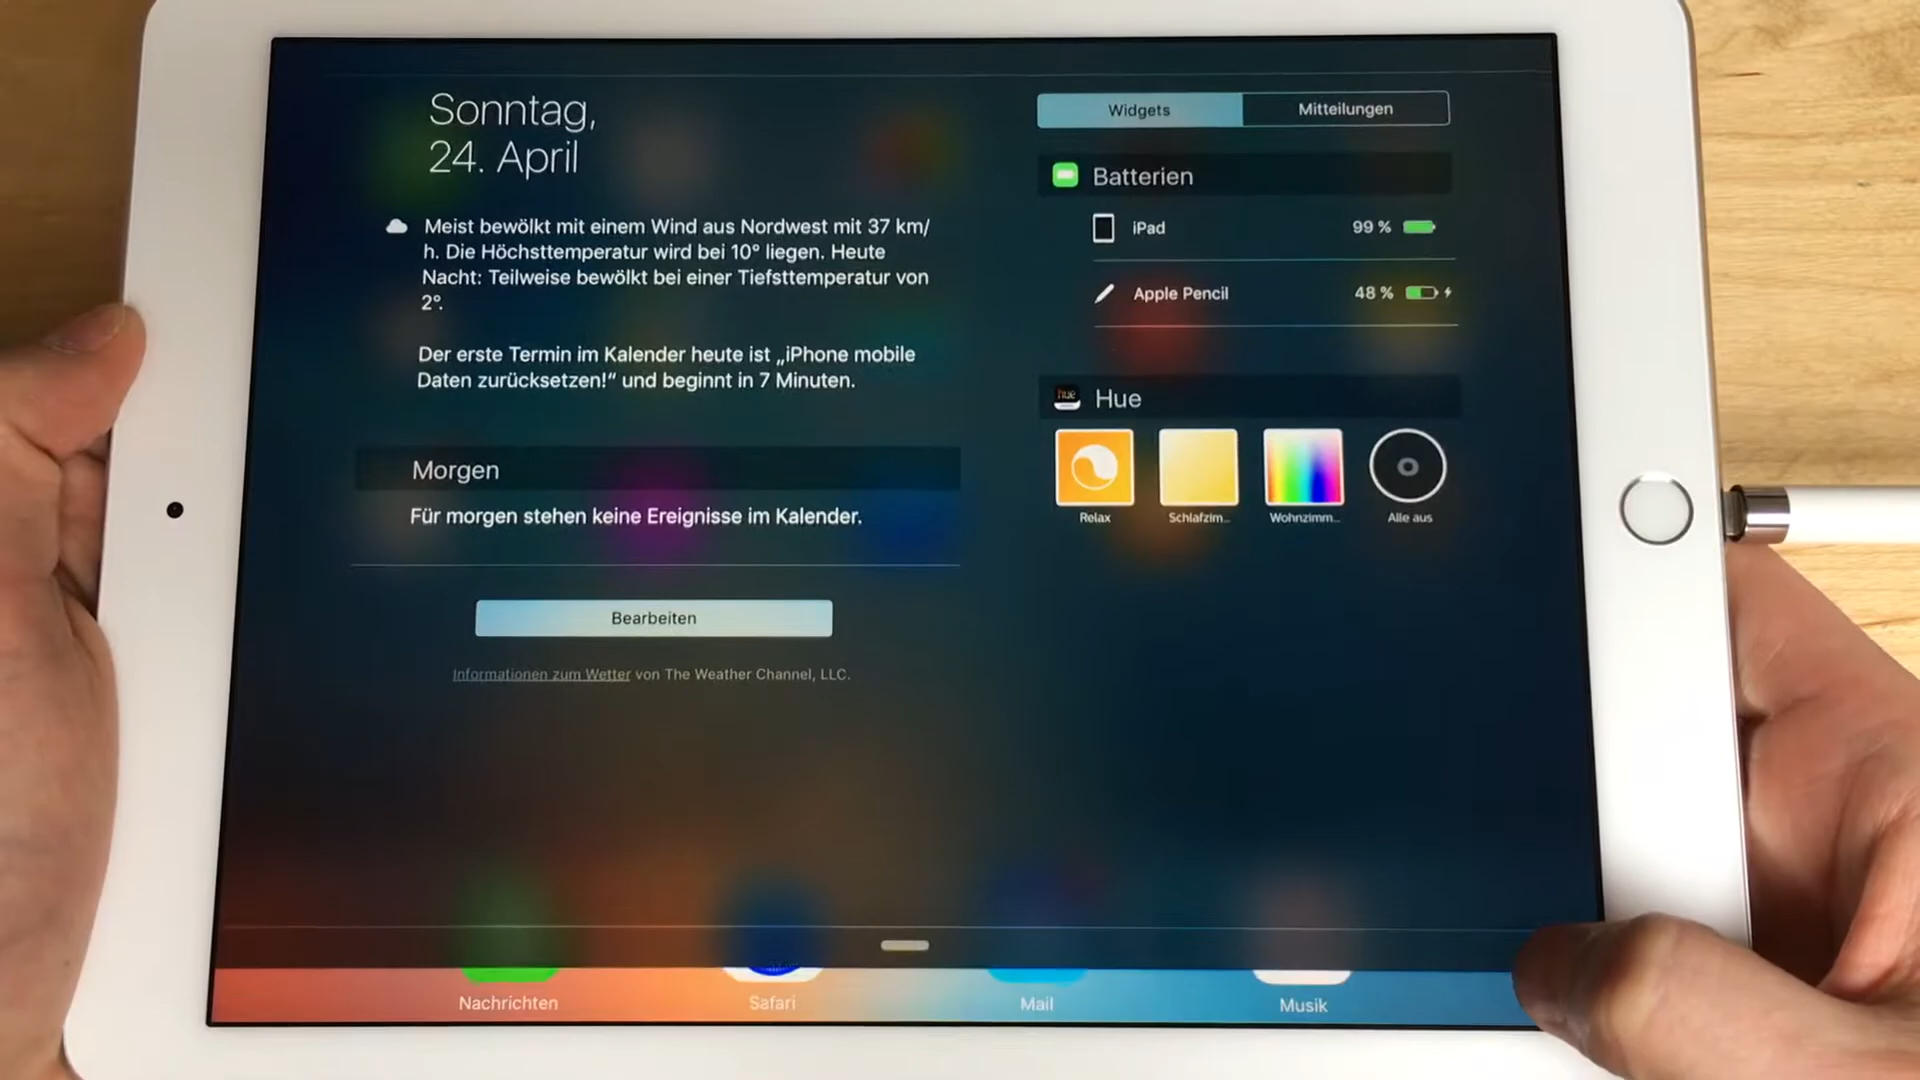 Sonntag,
24. April
Meist bewölkt mit einem Wind aus Nordwest mit 37 km/
h. Die Höchsttemperatur wird bei 10° liegen. Heute
Nacht: Teilweise bewölkt bei einer Tiefsttemperatur von
2°.
Der erste Termin im Kalender heute ist „iPhone mobile
Daten zurücksetzen!“ und beginnt in 7 Minuten.
Morgen
Für morgen stehen keine Ereignisse im Kalender.
Bearbeiten
Informationen zum Wetter von The Weather Channel, LLC.
Widgets
Mitteilungen
Batterien
iPad 99 %
Apple Pencil 48 %
hue Hue
Relax Schlafzim... Wohnzimm... Alle aus
Nachrichten Safari Mail Musik